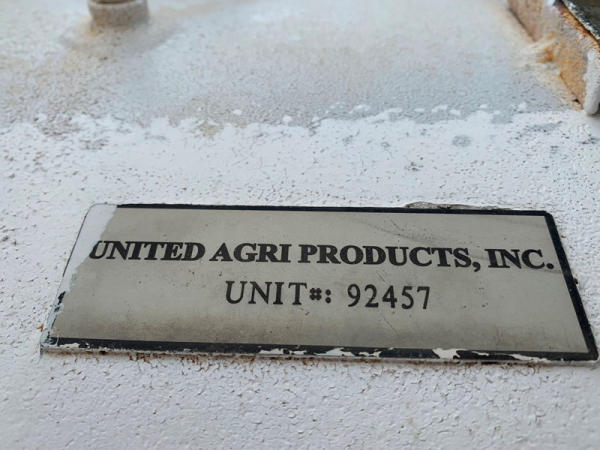 UNITED AGRI PRODUCTS, INC.
UNIT#: 92457